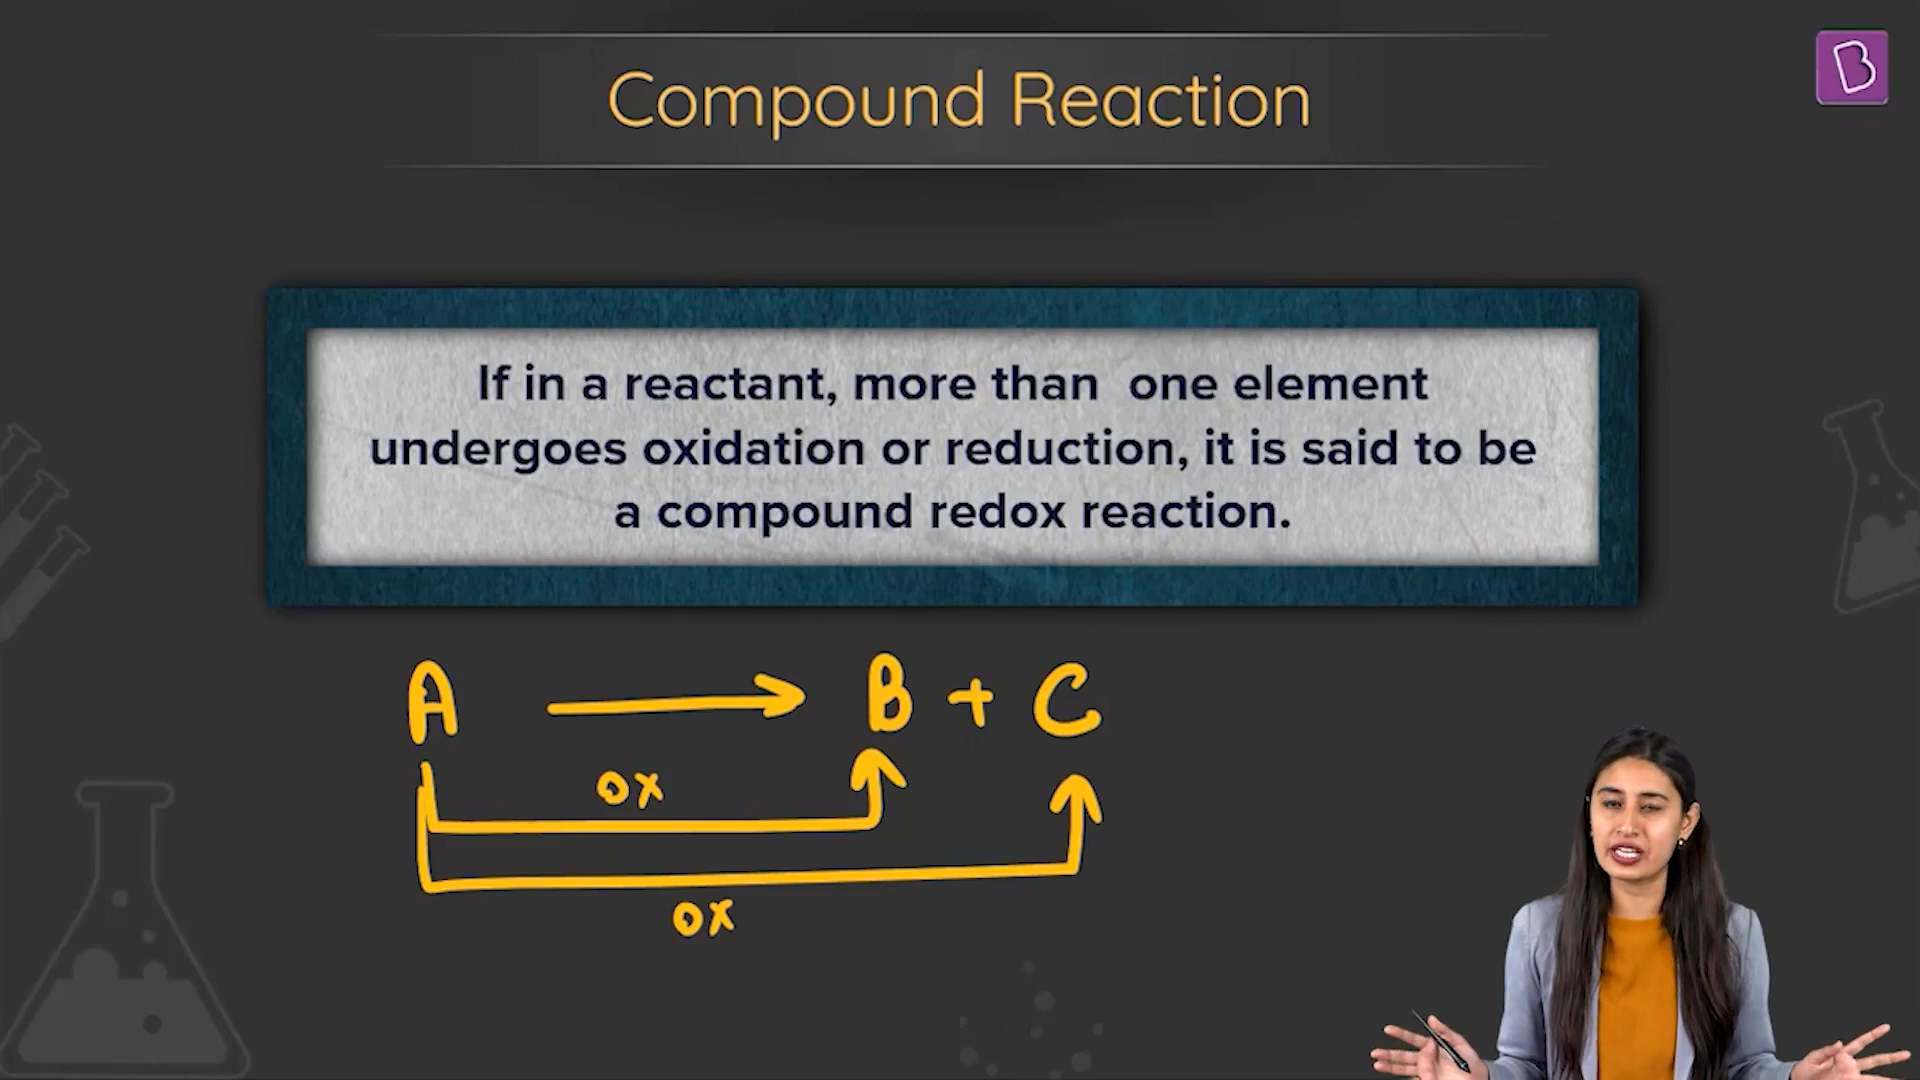 Compound Reaction
B
If in a reactant, more than one element
undergoes oxidation or reduction, it is said to be
a compound redox reaction.
A → B + C
ox
ox